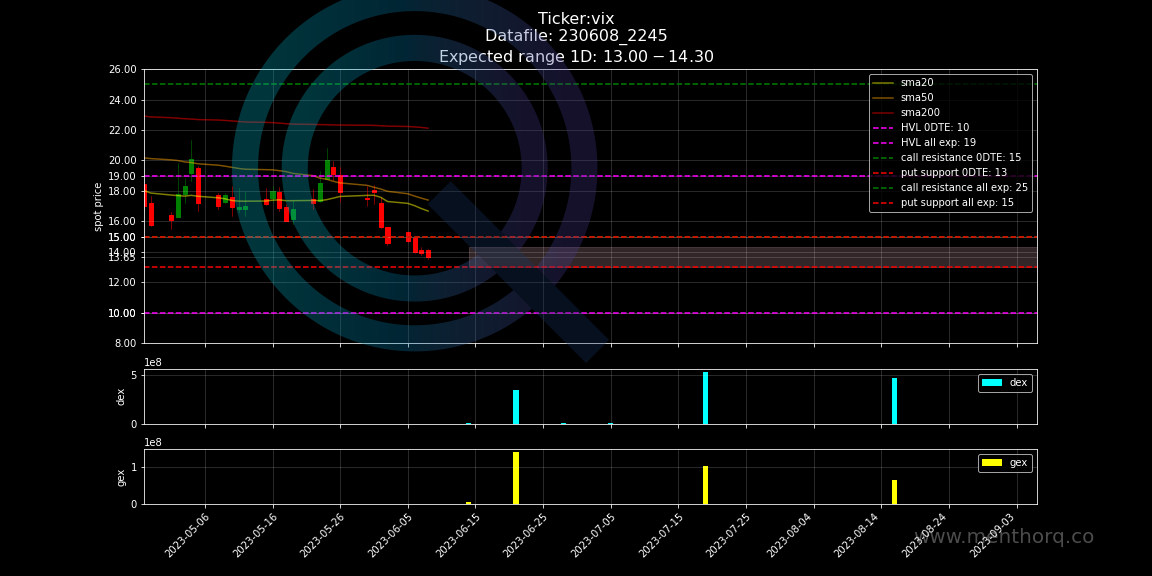 Ticker:vix
Datafile: 230608_2245
Expected range 1D: 13.00 − 14.30
26.00
24.00
22.00
20.00
19.00
18.00
16.00
15.00
14.00
12.00
10.00
8.00
spot price
sma20
sma50
sma200
HVL 0DTE: 10
HVL all exp: 19
call resistance 0DTE: 15
put support 0DTE: 13
call resistance all exp: 25
put support all exp: 15
1e8
5
0
dex
dex
1e8
1
0
gex
gex
2023-05-06
2023-05-16
2023-05-26
2023-06-05
2023-06-15
2023-06-25
2023-07-05
2023-07-15
2023-07-25
2023-08-04
2023-08-14
2023-08-24
2023-09-03
www.menthorq.co